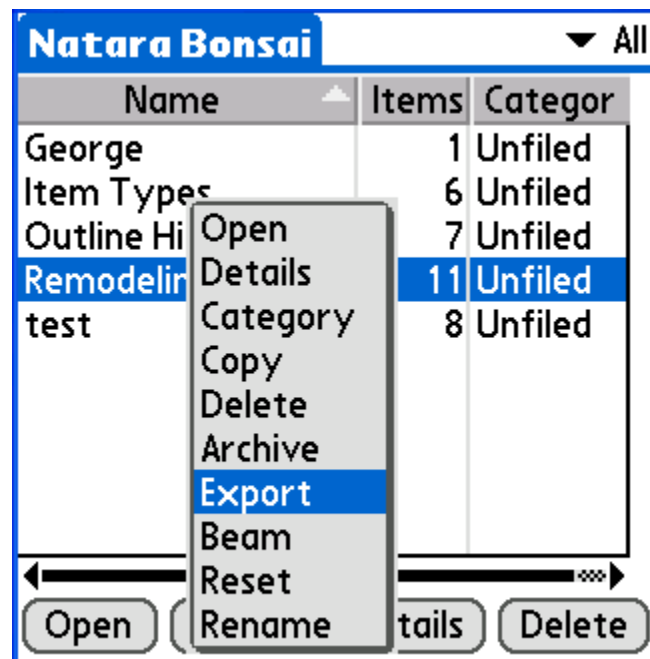 Natara Bonsai
All
Name Items Categor
George 1 Unfiled
Item Types 6 Unfiled
Outline Hi 7 Unfiled
Remodelin 11 Unfiled
test 8 Unfiled
Open
Details
Category
Copy
Delete
Archive
Export
Beam
Reset
Rename
Open tails Delete